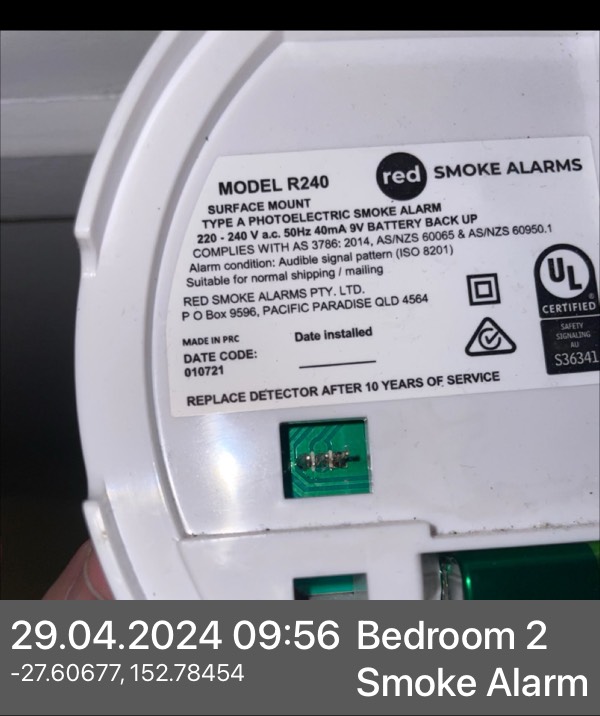 MODEL R240
red SMOKE ALARMS
SURFACE MOUNT
TYPE A PHOTOELECTRIC SMOKE ALARM
220 - 240 V a.c. 50Hz 40mA 9V BATTERY BACK UP
COMPLIES WITH AS 3786: 2014, AS/NZS 60065 & AS/NZS 60950.1
Alarm condition: Audible signal pattern (ISO 8201)
Suitable for normal shipping / mailing
RED SMOKE ALARMS PTY. LTD.
P O Box 9596, PACIFIC PARADISE QLD 4564
UL
®
CERTIFIED
SAFETY
SIGNALING
AU
S36341
MADE IN PRC
DATE CODE:
010721
Date installed
REPLACE DETECTOR AFTER 10 YEARS OF SERVICE
29.04.2024 09:56
-27.60677, 152.78454
Bedroom 2
Smoke Alarm